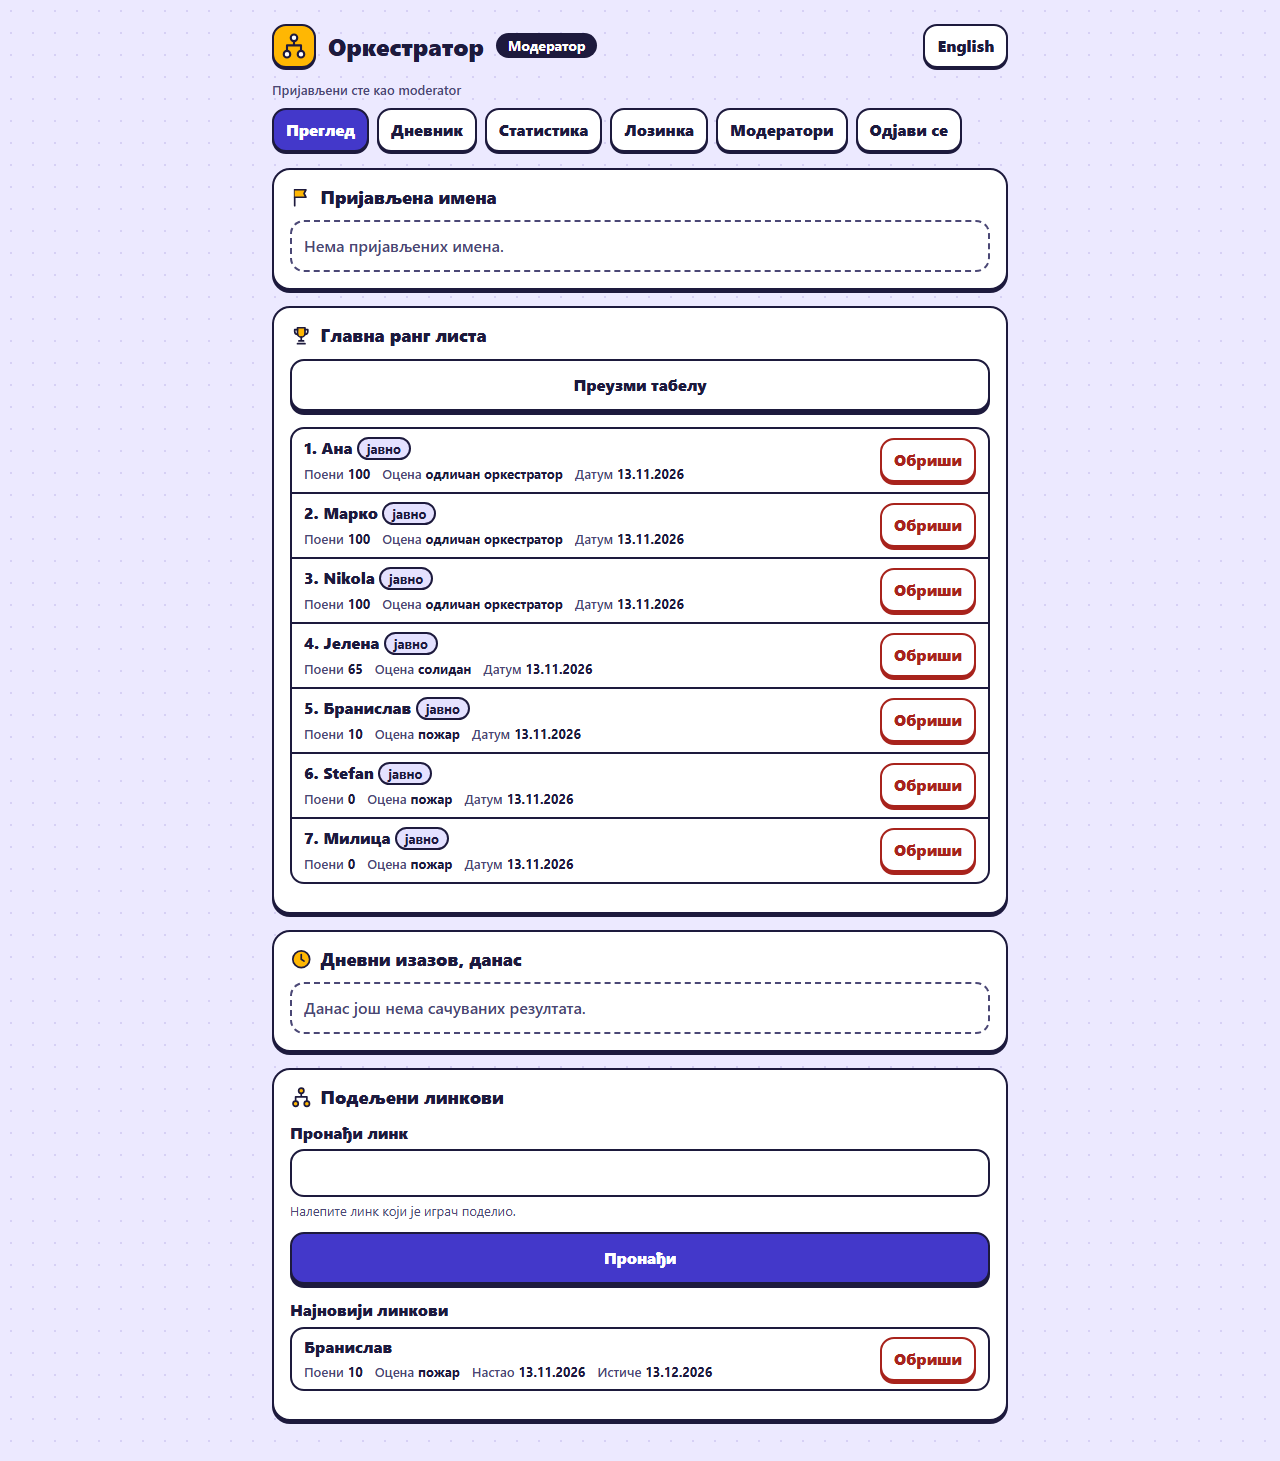 Оркестратор Модератор English
Пријављени сте као moderator
Преглед Дневник Статистика Лозинка Модератори Одјави се
Пријављена имена
Нема пријављених имена.
Главна ранг листа
Преузми табелу
1. Ана јавно
Поени 100 Оцена одличан оркестратор Датум 13.11.2026
Обриши
2. Марко јавно
Поени 100 Оцена одличан оркестратор Датум 13.11.2026
Обриши
3. Nikola јавно
Поени 100 Оцена одличан оркестратор Датум 13.11.2026
Обриши
4. Јелена јавно
Поени 65 Оцена солидан Датум 13.11.2026
Обриши
5. Бранислав јавно
Поени 10 Оцена пожар Датум 13.11.2026
Обриши
6. Stefan јавно
Поени 0 Оцена пожар Датум 13.11.2026
Обриши
7. Милица јавно
Поени 0 Оцена пожар Датум 13.11.2026
Обриши
Дневни изазов, данас
Данас још нема сачуваних резултата.
Подељени линкови
Пронађи линк
Налепите линк који је играч поделио.
Пронађи
Најновији линкови
Бранислав
Поени 10 Оцена пожар Настао 13.11.2026 Истиче 13.12.2026
Обриши